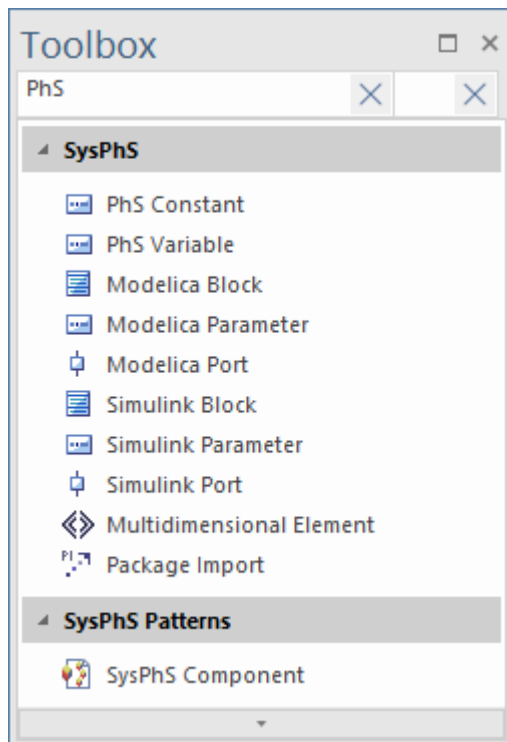 Toolbox
PhS
SysPhS
PhS Constant
PhS Variable
Modelica Block
Modelica Parameter
Modelica Port
Simulink Block
Simulink Parameter
Simulink Port
Multidimensional Element
PI
Package Import
SysPhS Patterns
SysPhS Component